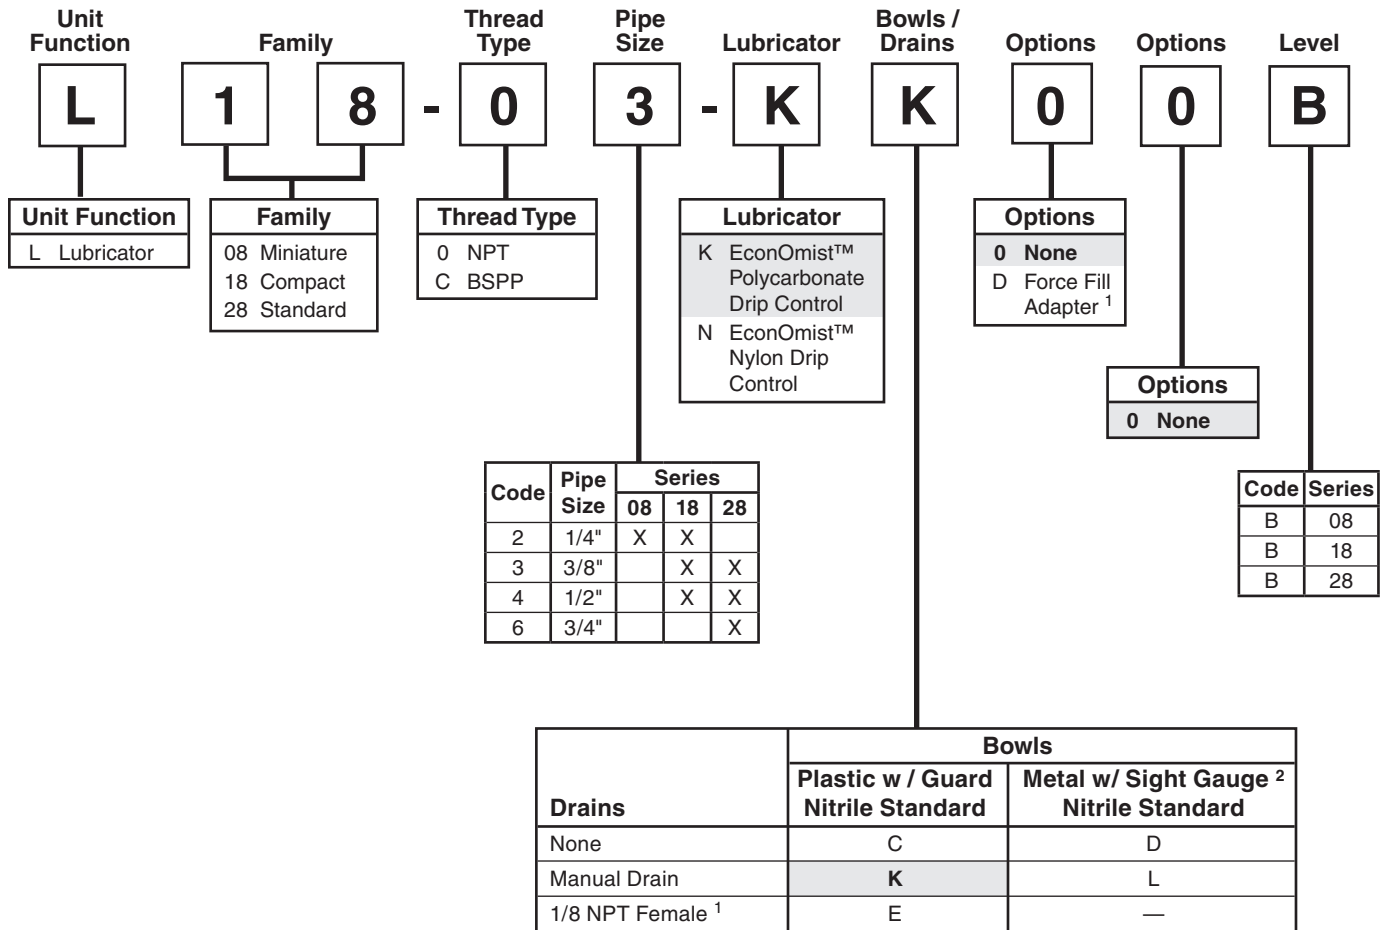 Unit Function
Family
Thread Type
Pipe Size
Lubricator
Bowls / Drains
Options
Options
Level
L 1 8 - 0 3 - K K 0 0 B
Unit Function
L Lubricator
Family
08 Miniature
18 Compact
28 Standard
Thread Type
0 NPT
C BSPP
Lubricator
K EconOmist™
Polycarbonate
Drip Control
N EconOmist™
Nylon Drip
Control
Options
0 None
D Force Fill
Adapter 1
Options
0 None
Code Pipe Size Series
08 18 28
2 1/4" X X
3 3/8" X X
4 1/2" X X
6 3/4" X
Code Series
B 08
B 18
B 28
Bowls
Drains
Plastic w / Guard
Nitrile Standard
Metal w/ Sight Gauge 2
Nitrile Standard
None C D
Manual Drain K L
1/8 NPT Female 1 E —